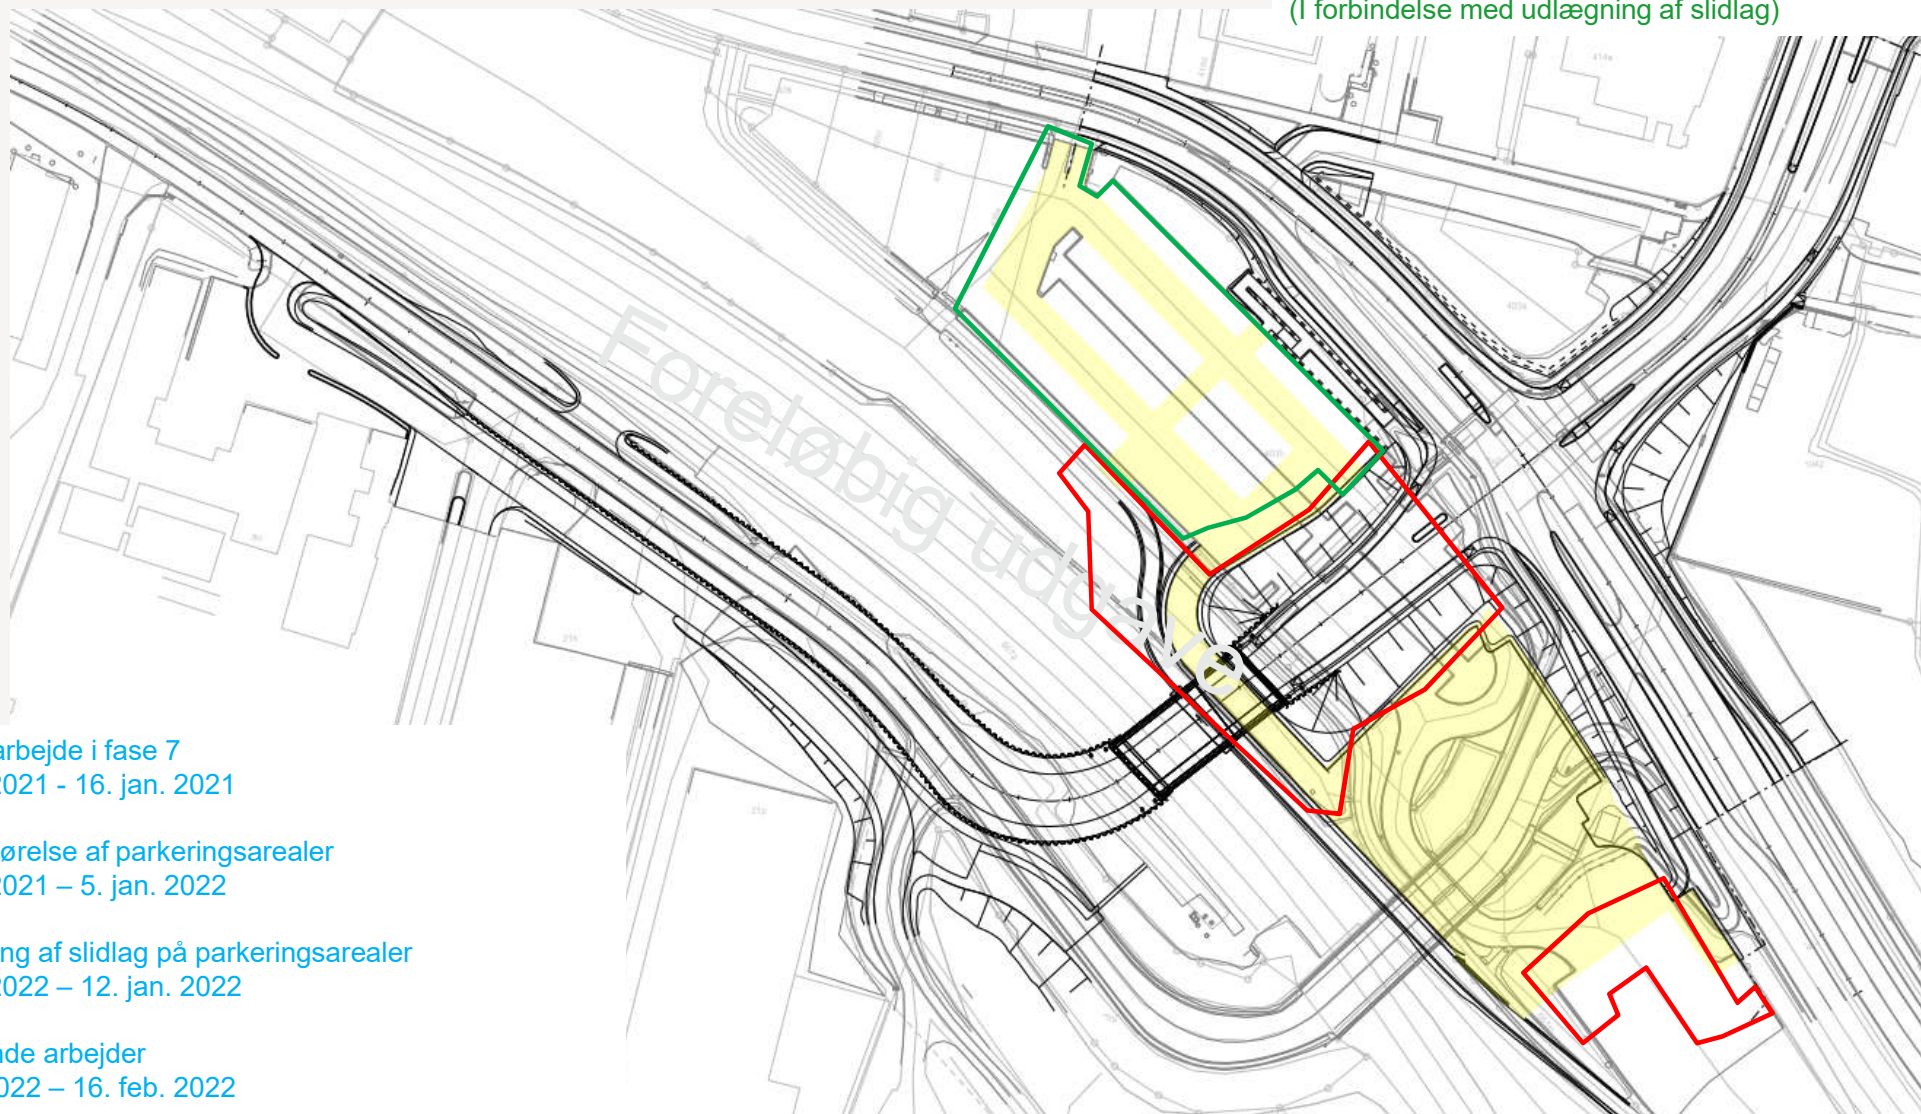 (I forbindelse med udlægning af slidlag)
Foreløbig udgave
arbejde i fase 7
2021 - 16. jan. 2021
ørelse af parkeringsarealer
2021 – 5. jan. 2022
ng af slidlag på parkeringsarealer
2022 – 12. jan. 2022
nde arbejder
2022 – 16. feb. 2022